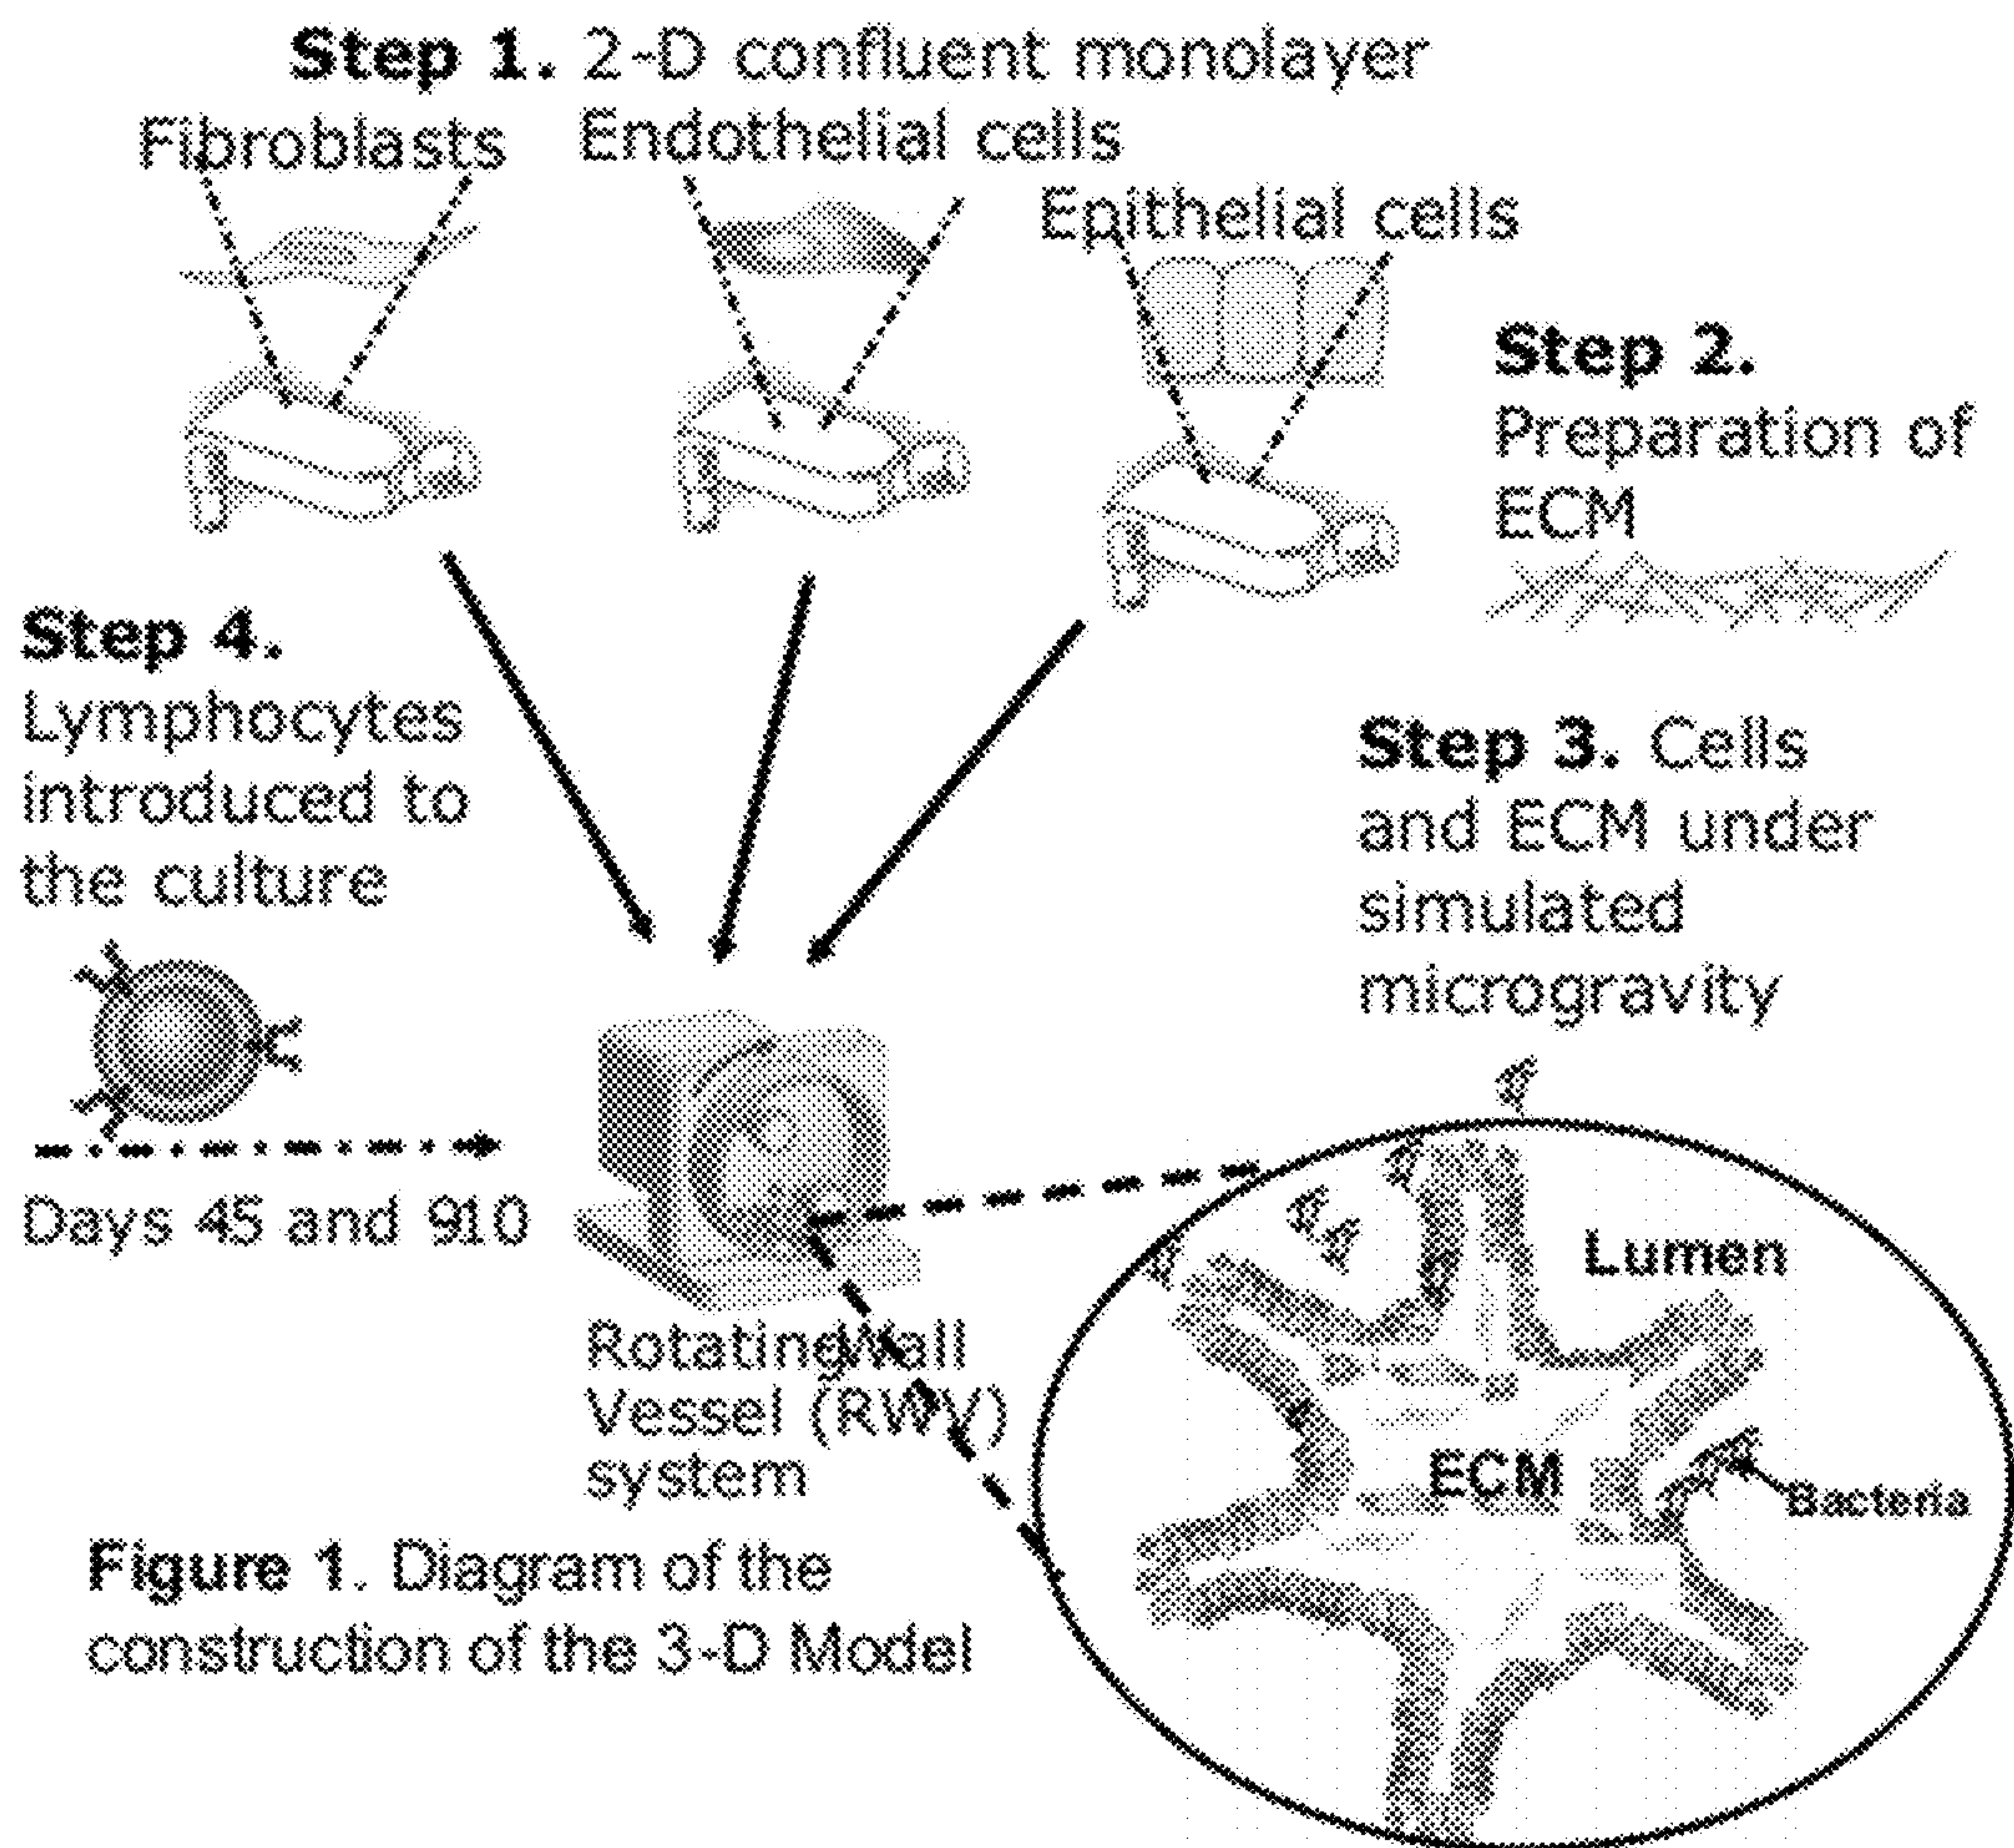 Step 1. 2-D confluent monolayer
Fibroblasts
Endothelial cells
Epithelial cells
Step 2.
Preparation of
ECM
Step 3. Cells
and ECM under
simulated
microgravity
Step 4.
Lymphocytes
introduced to
the culture
Days 45 and 910
Rotating Wall
Vessel (RWV)
system
Lumen
ECM
Bacteria
Figure 1. Diagram of the
construction of the 3-D Model